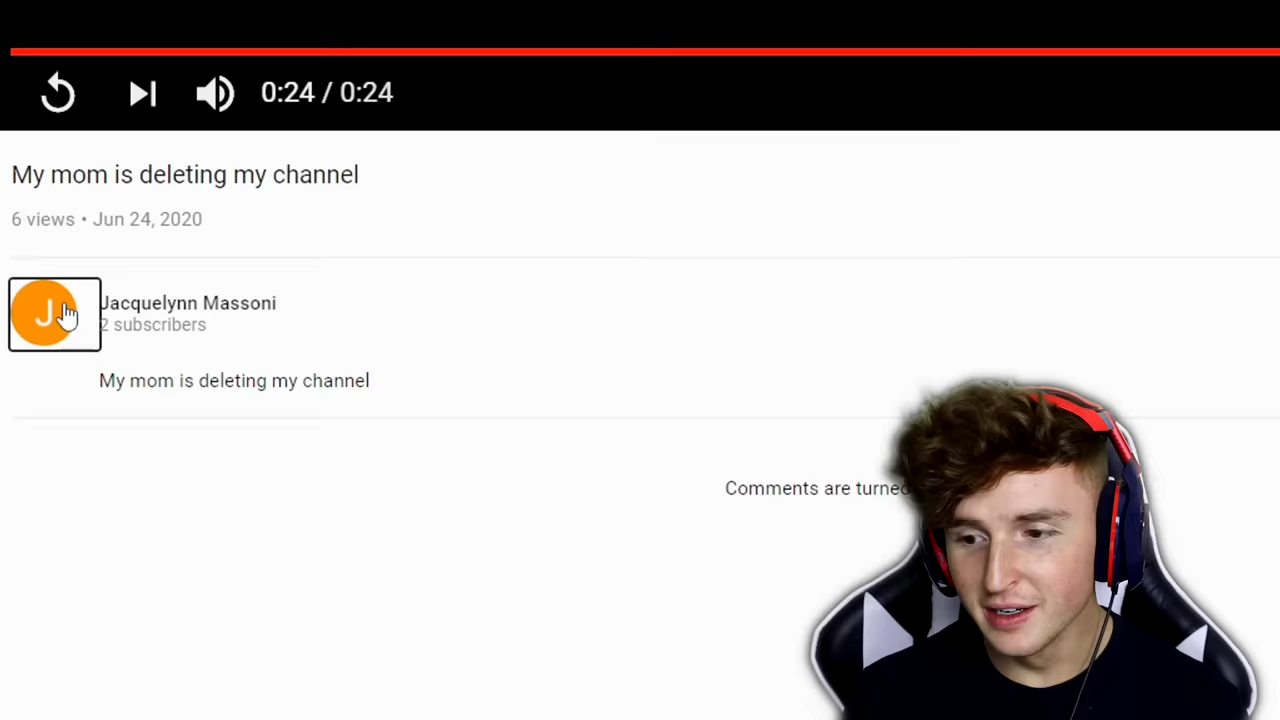 0:24 / 0:24
My mom is deleting my channel
6 views • Jun 24, 2020
J
Jacquelynn Massoni
2 subscribers
My mom is deleting my channel
Comments are turned